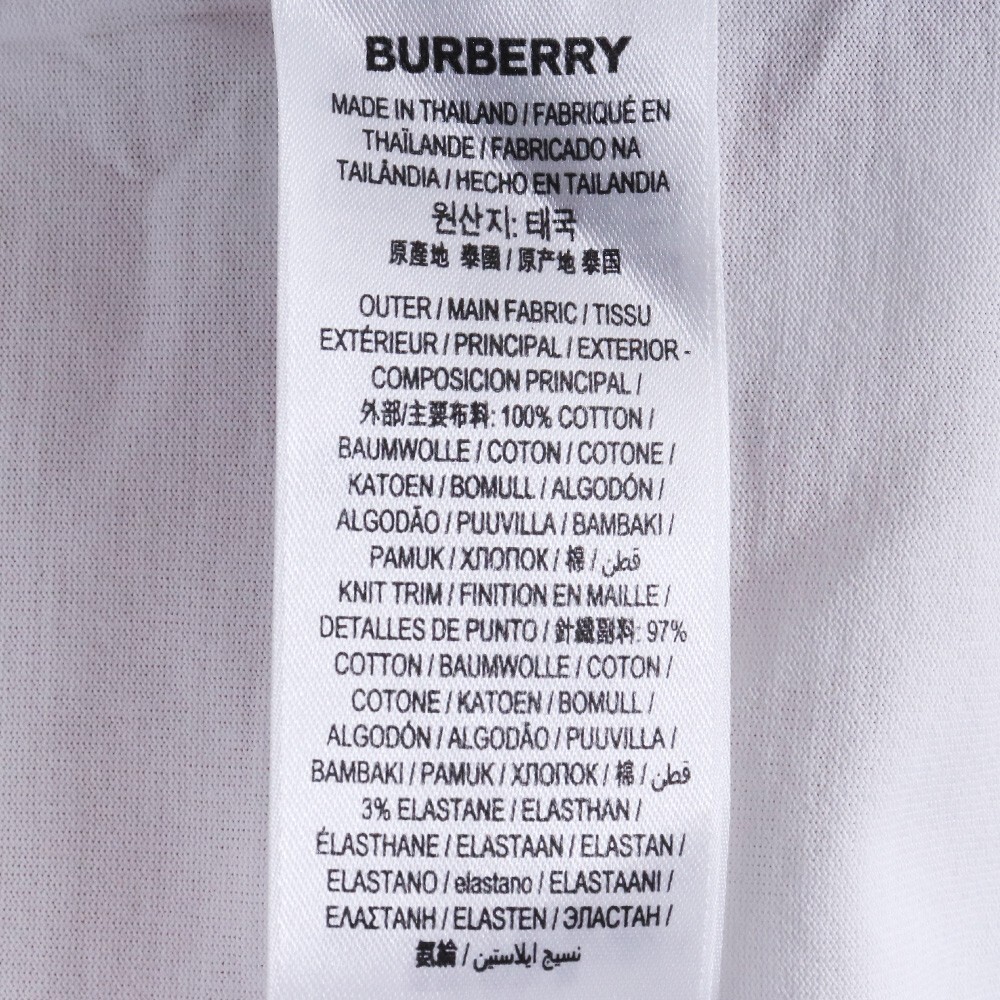 BURBERRY
MADE IN THAILAND / FABRIQUÉ EN
THAÏLANDE / FABRICADO NA
TAILÂNDIA / HECHO EN TAILANDIA
원산지: 태국
原產地 泰國 / 原产地 泰国
OUTER / MAIN FABRIC / TISSU
EXTÉRIEUR / PRINCIPAL / EXTERIOR -
COMPOSICION PRINCIPAL /
外部/主要布料: 100% COTTON /
BAUMWOLLE / COTON / COTONE /
KATOEN / BOMULL / ALGODÓN /
ALGODÃO / PUUVILLA / BAMBAKI /
PAMUK / ХЛОПОК / 棉 / قطن
KNIT TRIM / FINITION EN MAILLE /
DETALLES DE PUNTO / 針織副料: 97%
COTTON / BAUMWOLLE / COTON /
COTONE / KATOEN / BOMULL /
ALGODÓN / ALGODÃO / PUUVILLA /
BAMBAKI / PAMUK / ХЛОПОК / 棉 / قطن
3% ELASTANE / ELASTHAN /
ÉLASTHANE / ELASTAAN / ELASTAN /
ELASTANO / elastano / ELASTAANI /
ΕΛΑΣΤΑΝΗ / ELASTEN / ЭЛАСТАН /
氨綸 / نسيج ايلاستين